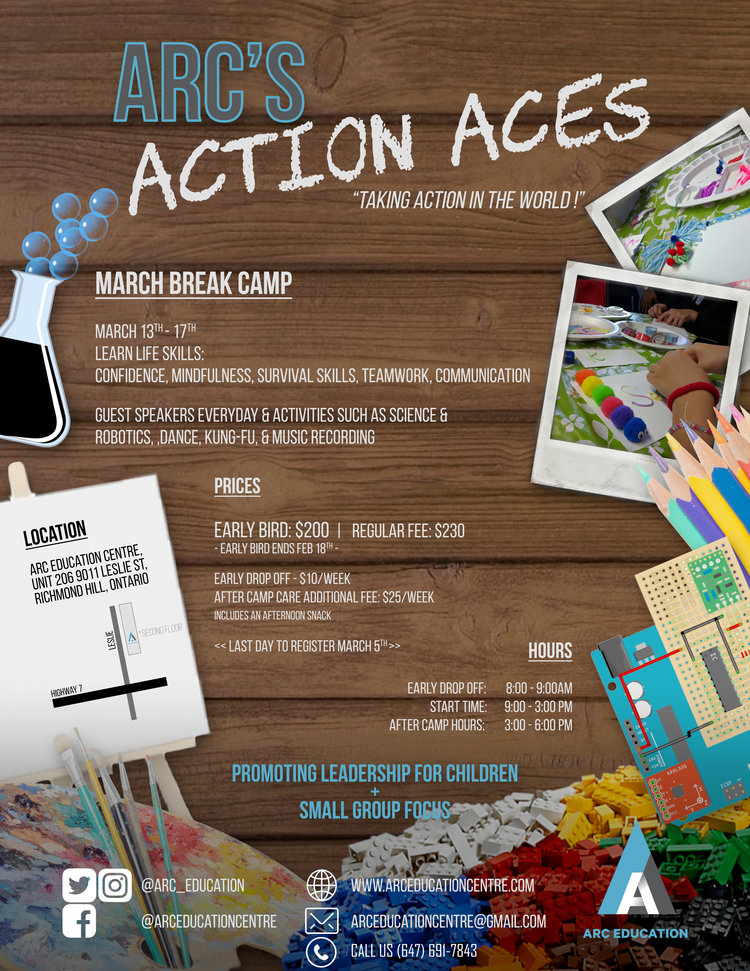 ARC'S
ACTION ACES
"TAKING ACTION IN THE WORLD !"
MARCH BREAK CAMP
MARCH 13TH - 17TH
LEARN LIFE SKILLS:
CONFIDENCE, MINDFULNESS, SURVIVAL SKILLS, TEAMWORK, COMMUNICATION
GUEST SPEAKERS EVERYDAY & ACTIVITIES SUCH AS SCIENCE &
ROBOTICS, ,DANCE, KUNG-FU, & MUSIC RECORDING
PRICES
EARLY BIRD: $200 | REGULAR FEE: $230
- EARLY BIRD ENDS FEB 18TH -
EARLY DROP OFF - $10/WEEK
AFTER CAMP CARE ADDITIONAL FEE: $25/WEEK
INCLUDES AN AFTERNOON SNACK
<< LAST DAY TO REGISTER MARCH 5TH >>
LOCATION
ARC EDUCATION CENTRE,
UNIT 206 9011 LESLIE ST,
RICHMOND HILL, ONTARIO
LESLIE
*SECOND FLOOR
HIGHWAY 7
HOURS
EARLY DROP OFF: 8:00 - 9:00AM
START TIME: 9:00 - 3:00 PM
AFTER CAMP HOURS: 3:00 - 6:00 PM
PROMOTING LEADERSHIP FOR CHILDREN
+
SMALL GROUP FOCUS
@ARC_EDUCATION
@ARCEDUCATIONCENTRE
WWW.ARCEDUCATIONCENTRE.COM
ARCEDUCATIONCENTRE@GMAIL.COM
CALL US (647) 691-7843
A
ARC EDUCATION